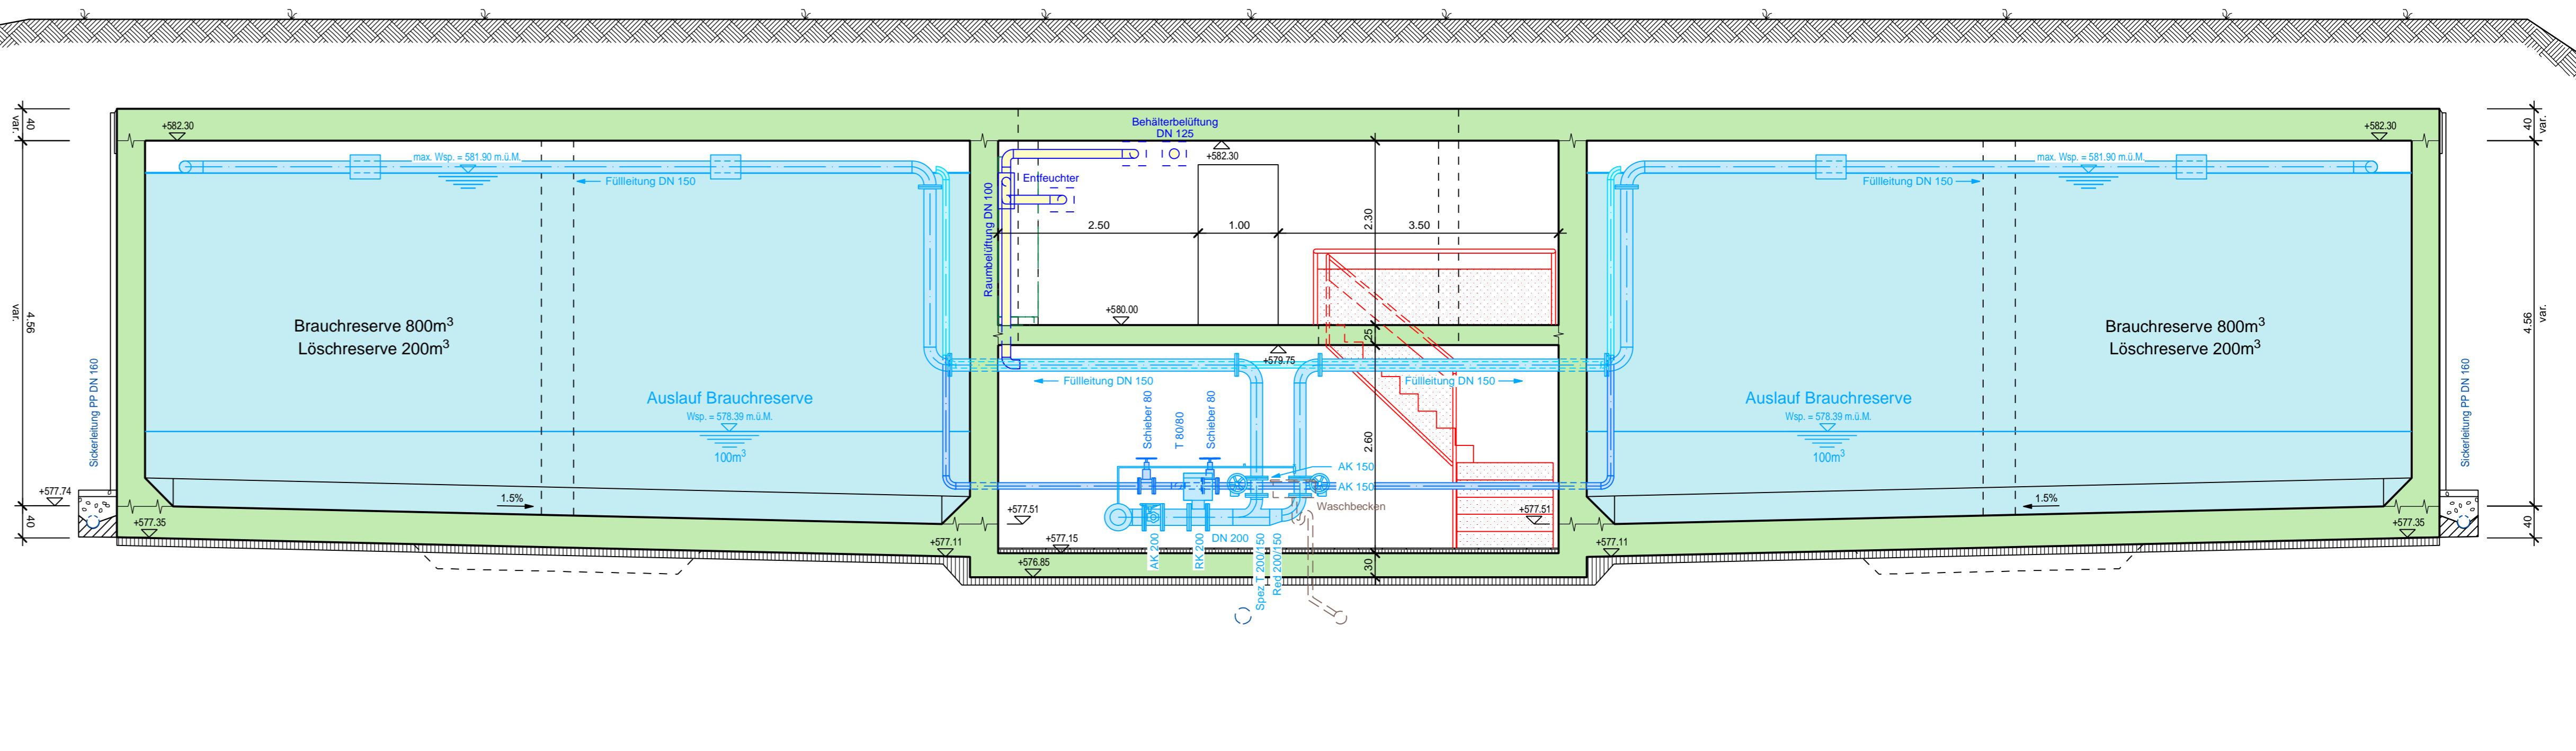 Behälterbelüftung
DN 125
40
var.
+582.30
+582.30
+582.30
40
var.
max. Wsp. = 581.90 m.ü.M.
Füllleitung DN 150
Entfeuchter
Raumbelüftung DN 100
max. Wsp. = 581.90 m.ü.M.
Füllleitung DN 150
2.50
1.00
2.30
3.50
4.56
var.
Brauchreserve 800m³
Löschreserve 200m³
+580.00
25
+579.75
Brauchreserve 800m³
Löschreserve 200m³
4.56
var.
Sickerleitung PP DN 160
Füllleitung DN 150
Füllleitung DN 150
Sickerleitung PP DN 160
Auslauf Brauchreserve
Wsp. = 578.39 m.ü.M.
100m³
Schieber 80
T 80/80
Schieber 80
2.60
Auslauf Brauchreserve
Wsp. = 578.39 m.ü.M.
100m³
AK 150
AK 150
Waschbecken
+577.74
1.5%
+577.51
+577.51
1.5%
40
+577.35
+577.11
+577.15
AK 200
RK 200
DN 200
Spez T 200/150
Red 200/150
+577.11
+577.35
40
+576.85
30